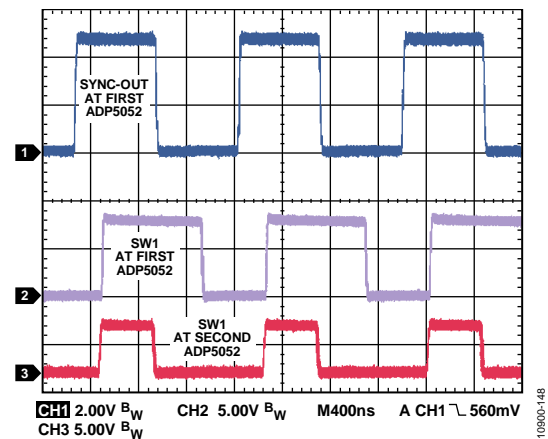 SYNC-OUT
AT FIRST
ADP5052
1
SW1
AT FIRST
ADP5052
2
SW1
AT SECOND
ADP5052
3
CH1 2.00V BW CH2 5.00V BW M400ns A CH1 ㄟ 560mV
CH3 5.00V BW
10900-148